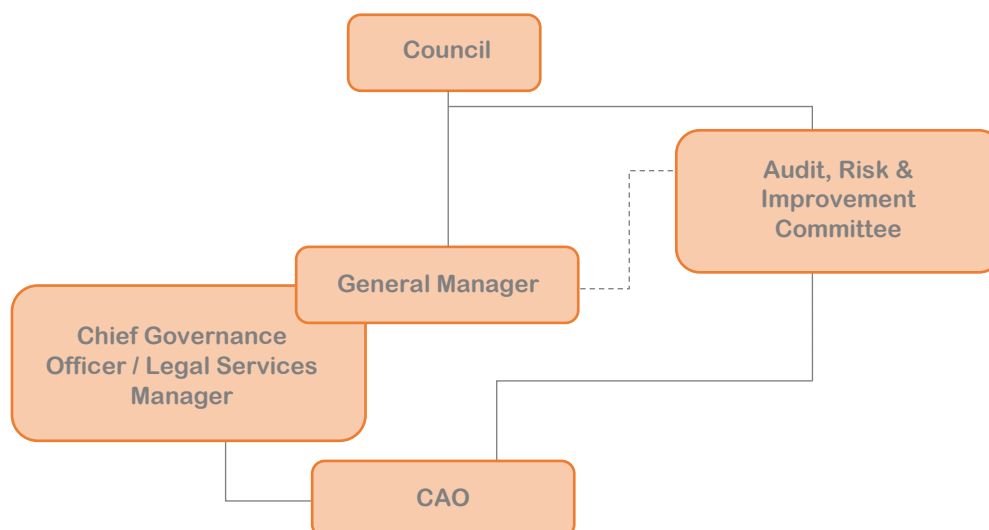 Council
Audit, Risk &
Improvement
Committee
General Manager
Chief Governance
Officer / Legal Services
Manager
CAO